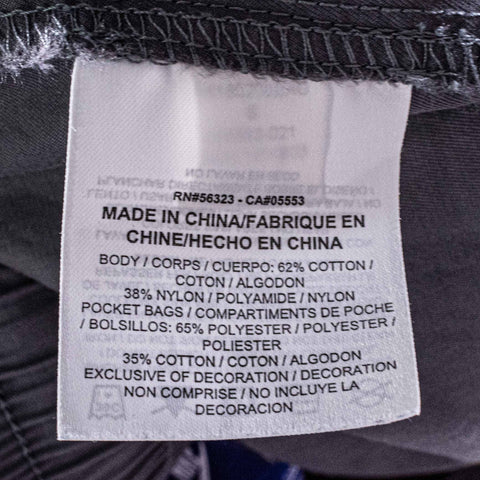 RN#56323 - CA#05553
MADE IN CHINA/FABRIQUE EN
CHINE/HECHO EN CHINA
BODY / CORPS / CUERPO: 62% COTTON /
COTON / ALGODON
38% NYLON / POLYAMIDE / NYLON
POCKET BAGS / COMPARTIMENTS DE POCHE
/ BOLSILLOS: 65% POLYESTER / POLYESTER /
POLIESTER
35% COTTON / COTON / ALGODON
EXCLUSIVE OF DECORATION / DECORATION
NON COMPRISE / NO INCLUYE LA
DECORACION